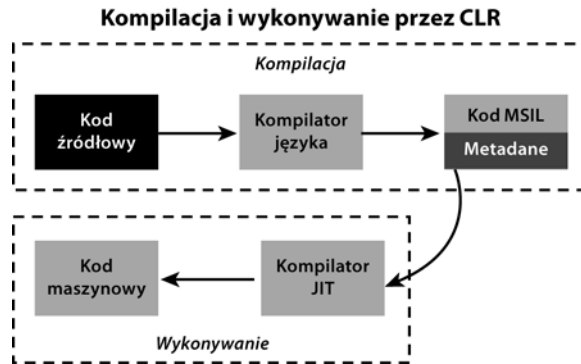 Kompilacja i wykonywanie przez CLR
Kompilacja
Kod
źródłowy
Kompilator
języka
Kod MSIL
Metadane
Kod
maszynowy
Kompilator
JIT
Wykonywanie